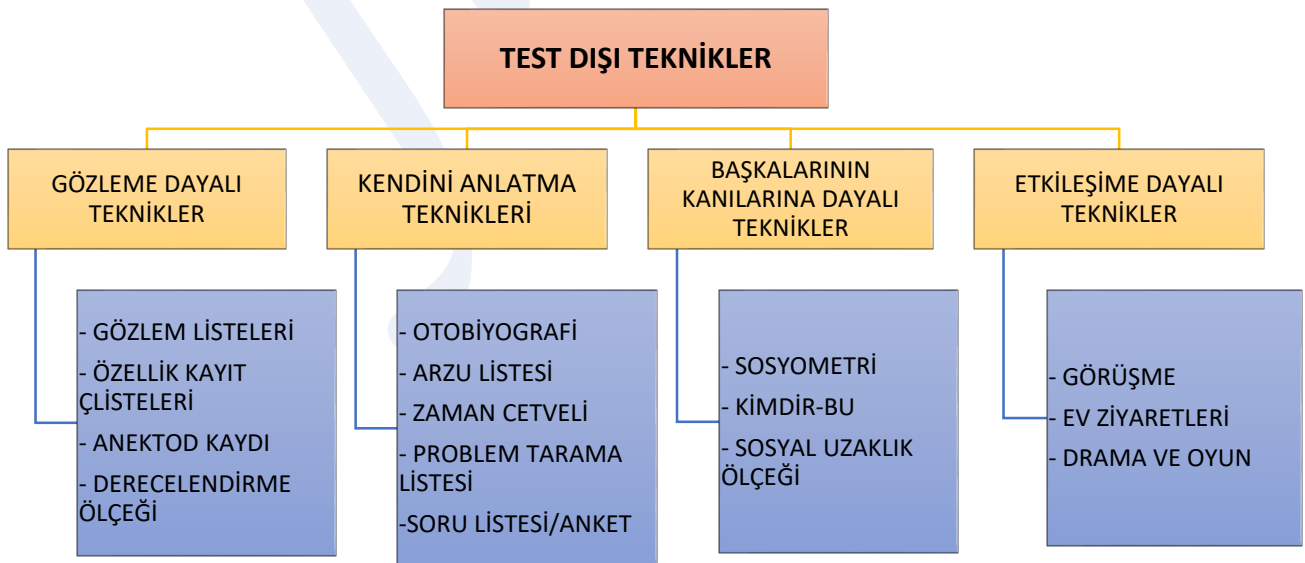 TEST DIŞI TEKNİKLER
GÖZLEME DAYALI
TEKNİKLER
- GÖZLEM LİSTELERİ
- ÖZELLİK KAYIT
ÇLİSTELERİ
- ANEKTOD KAYDI
- DERECELENDİRME
ÖLÇEĞİ
KENDİNİ ANLATMA
TEKNİKLERİ
- OTOBİYOGRAFİ
- ARZU LİSTESİ
- ZAMAN CETVELİ
- PROBLEM TARAMA
LİSTESİ
-SORU LİSTESİ/ANKET
BAŞKALARININ
KANILARINA DAYALI
TEKNİKLER
- SOSYOMETRİ
- KİMDİR-BU
- SOSYAL UZAKLIK
ÖLÇEĞİ
ETKİLEŞİME DAYALI
TEKNİKLER
- GÖRÜŞME
- EV ZİYARETLERİ
- DRAMA VE OYUN